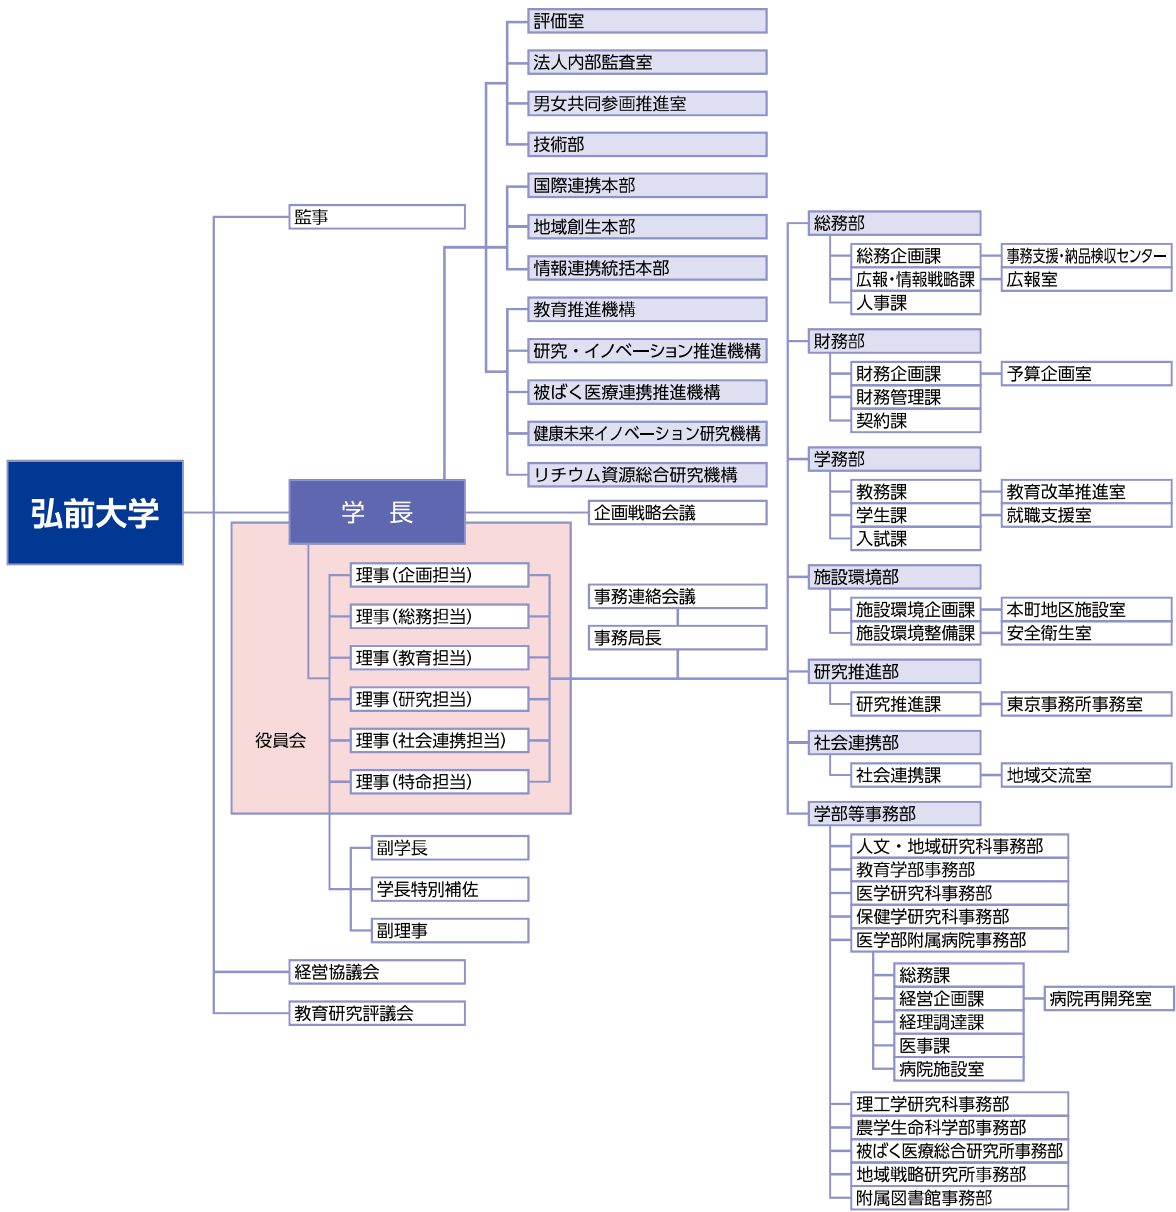 弘前大学
監事
学　長
役員会
理事（企画担当）
理事（総務担当）
理事（教育担当）
理事（研究担当）
理事（社会連携担当）
理事（特命担当）
副学長
学長特別補佐
副理事
経営協議会
教育研究評議会
評価室
法人内部監査室
男女共同参画推進室
技術部
国際連携本部
地域創生本部
情報連携統括本部
教育推進機構
研究・イノベーション推進機構
被ばく医療連携推進機構
健康未来イノベーション研究機構
リチウム資源総合研究機構
企画戦略会議
事務連絡会議
事務局長
総務部
総務企画課
事務支援・納品検収センター
広報・情報戦略課
広報室
人事課
財務部
財務企画課
予算企画室
財務管理課
契約課
学務部
教務課
教育改革推進室
学生課
就職支援室
入試課
施設環境部
施設環境企画課
本町地区施設室
施設環境整備課
安全衛生室
研究推進部
研究推進課
東京事務所事務室
社会連携部
社会連携課
地域交流室
学部等事務部
人文・地域研究科事務部
教育学部事務部
医学研究科事務部
保健学研究科事務部
医学部附属病院事務部
総務課
経営企画課
病院再開発室
経理調達課
医事課
病院施設室
理工学研究科事務部
農学生命科学部事務部
被ばく医療総合研究所事務部
地域戦略研究所事務部
附属図書館事務部